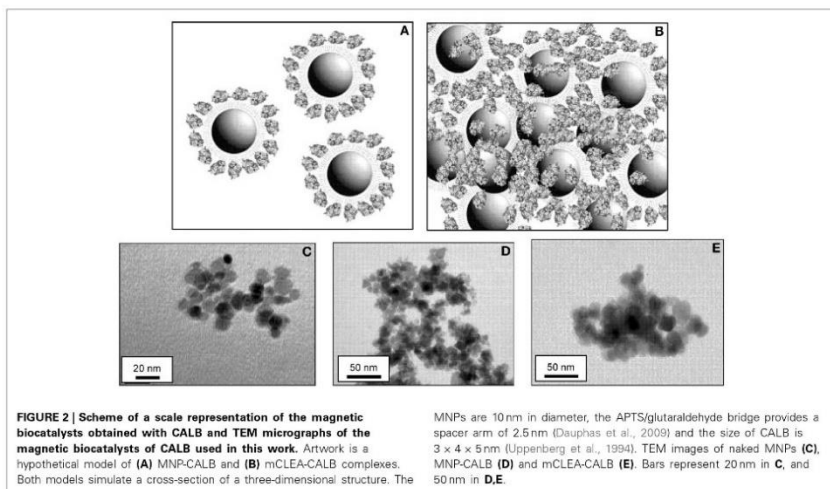 A
B
C
D
E
20 nm
50 nm
50 nm
FIGURE 2 | Scheme of a scale representation of the magnetic
biocatalysts obtained with CALB and TEM micrographs of the
magnetic biocatalysts of CALB used in this work. Artwork is a
hypothetical model of (A) MNP-CALB and (B) mCLEA-CALB complexes.
Both models simulate a cross-section of a three-dimensional structure. The
MNPs are 10 nm in diameter, the APTS/glutaraldehyde bridge provides a
spacer arm of 2.5 nm (Dauphas et al., 2009) and the size of CALB is
3 × 4 × 5 nm (Uppenberg et al., 1994). TEM images of naked MNPs (C),
MNP-CALB (D) and mCLEA-CALB (E). Bars represent 20 nm in C, and
50 nm in D,E.